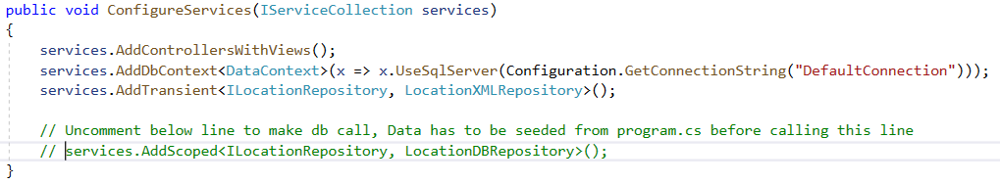 public void ConfigureServices(IServiceCollection services)
{
    services.AddControllersWithViews();
    services.AddDbContext<DataContext>(x => x.UseSqlServer(Configuration.GetConnectionString("DefaultConnection")));
    services.AddTransient<ILocationRepository, LocationXMLRepository>();

    // Uncomment below line to make db call, Data has to be seeded from program.cs before calling this line
    // services.AddScoped<ILocationRepository, LocationDBRepository>();
}